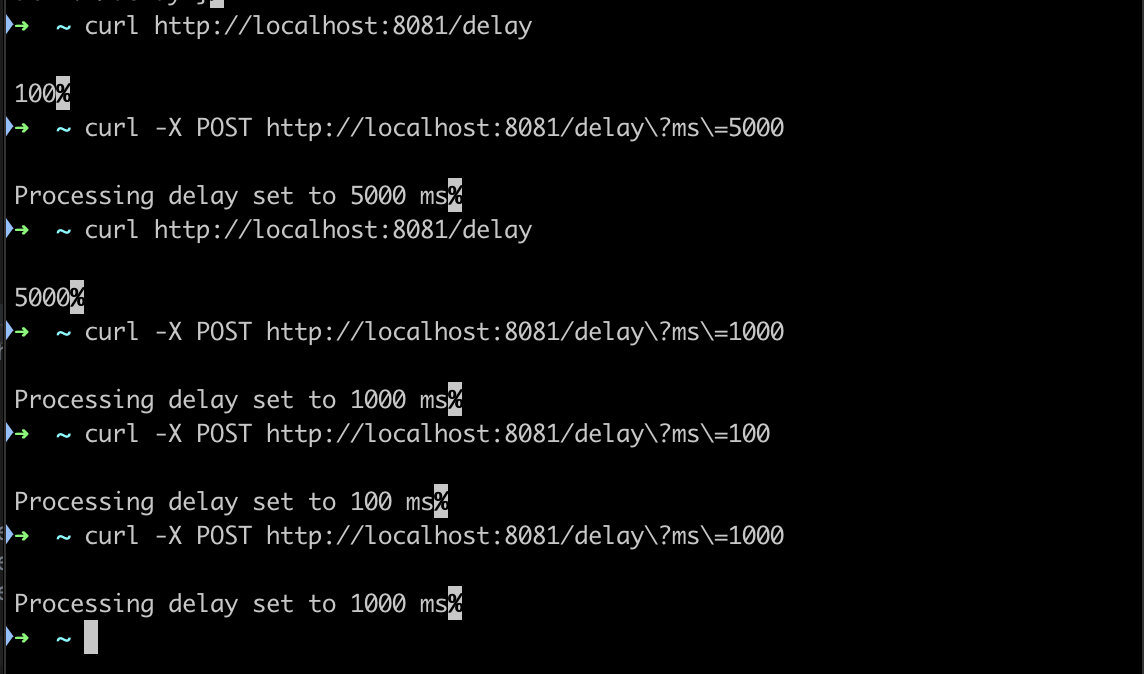 ➜ ~ curl http://localhost:8081/delay
100%
➜ ~ curl -X POST http://localhost:8081/delay\?ms\=5000
Processing delay set to 5000 ms%
➜ ~ curl http://localhost:8081/delay
5000%
➜ ~ curl -X POST http://localhost:8081/delay\?ms\=1000
Processing delay set to 1000 ms%
➜ ~ curl -X POST http://localhost:8081/delay\?ms\=100
Processing delay set to 100 ms%
➜ ~ curl -X POST http://localhost:8081/delay\?ms\=1000
Processing delay set to 1000 ms%
➜ ~